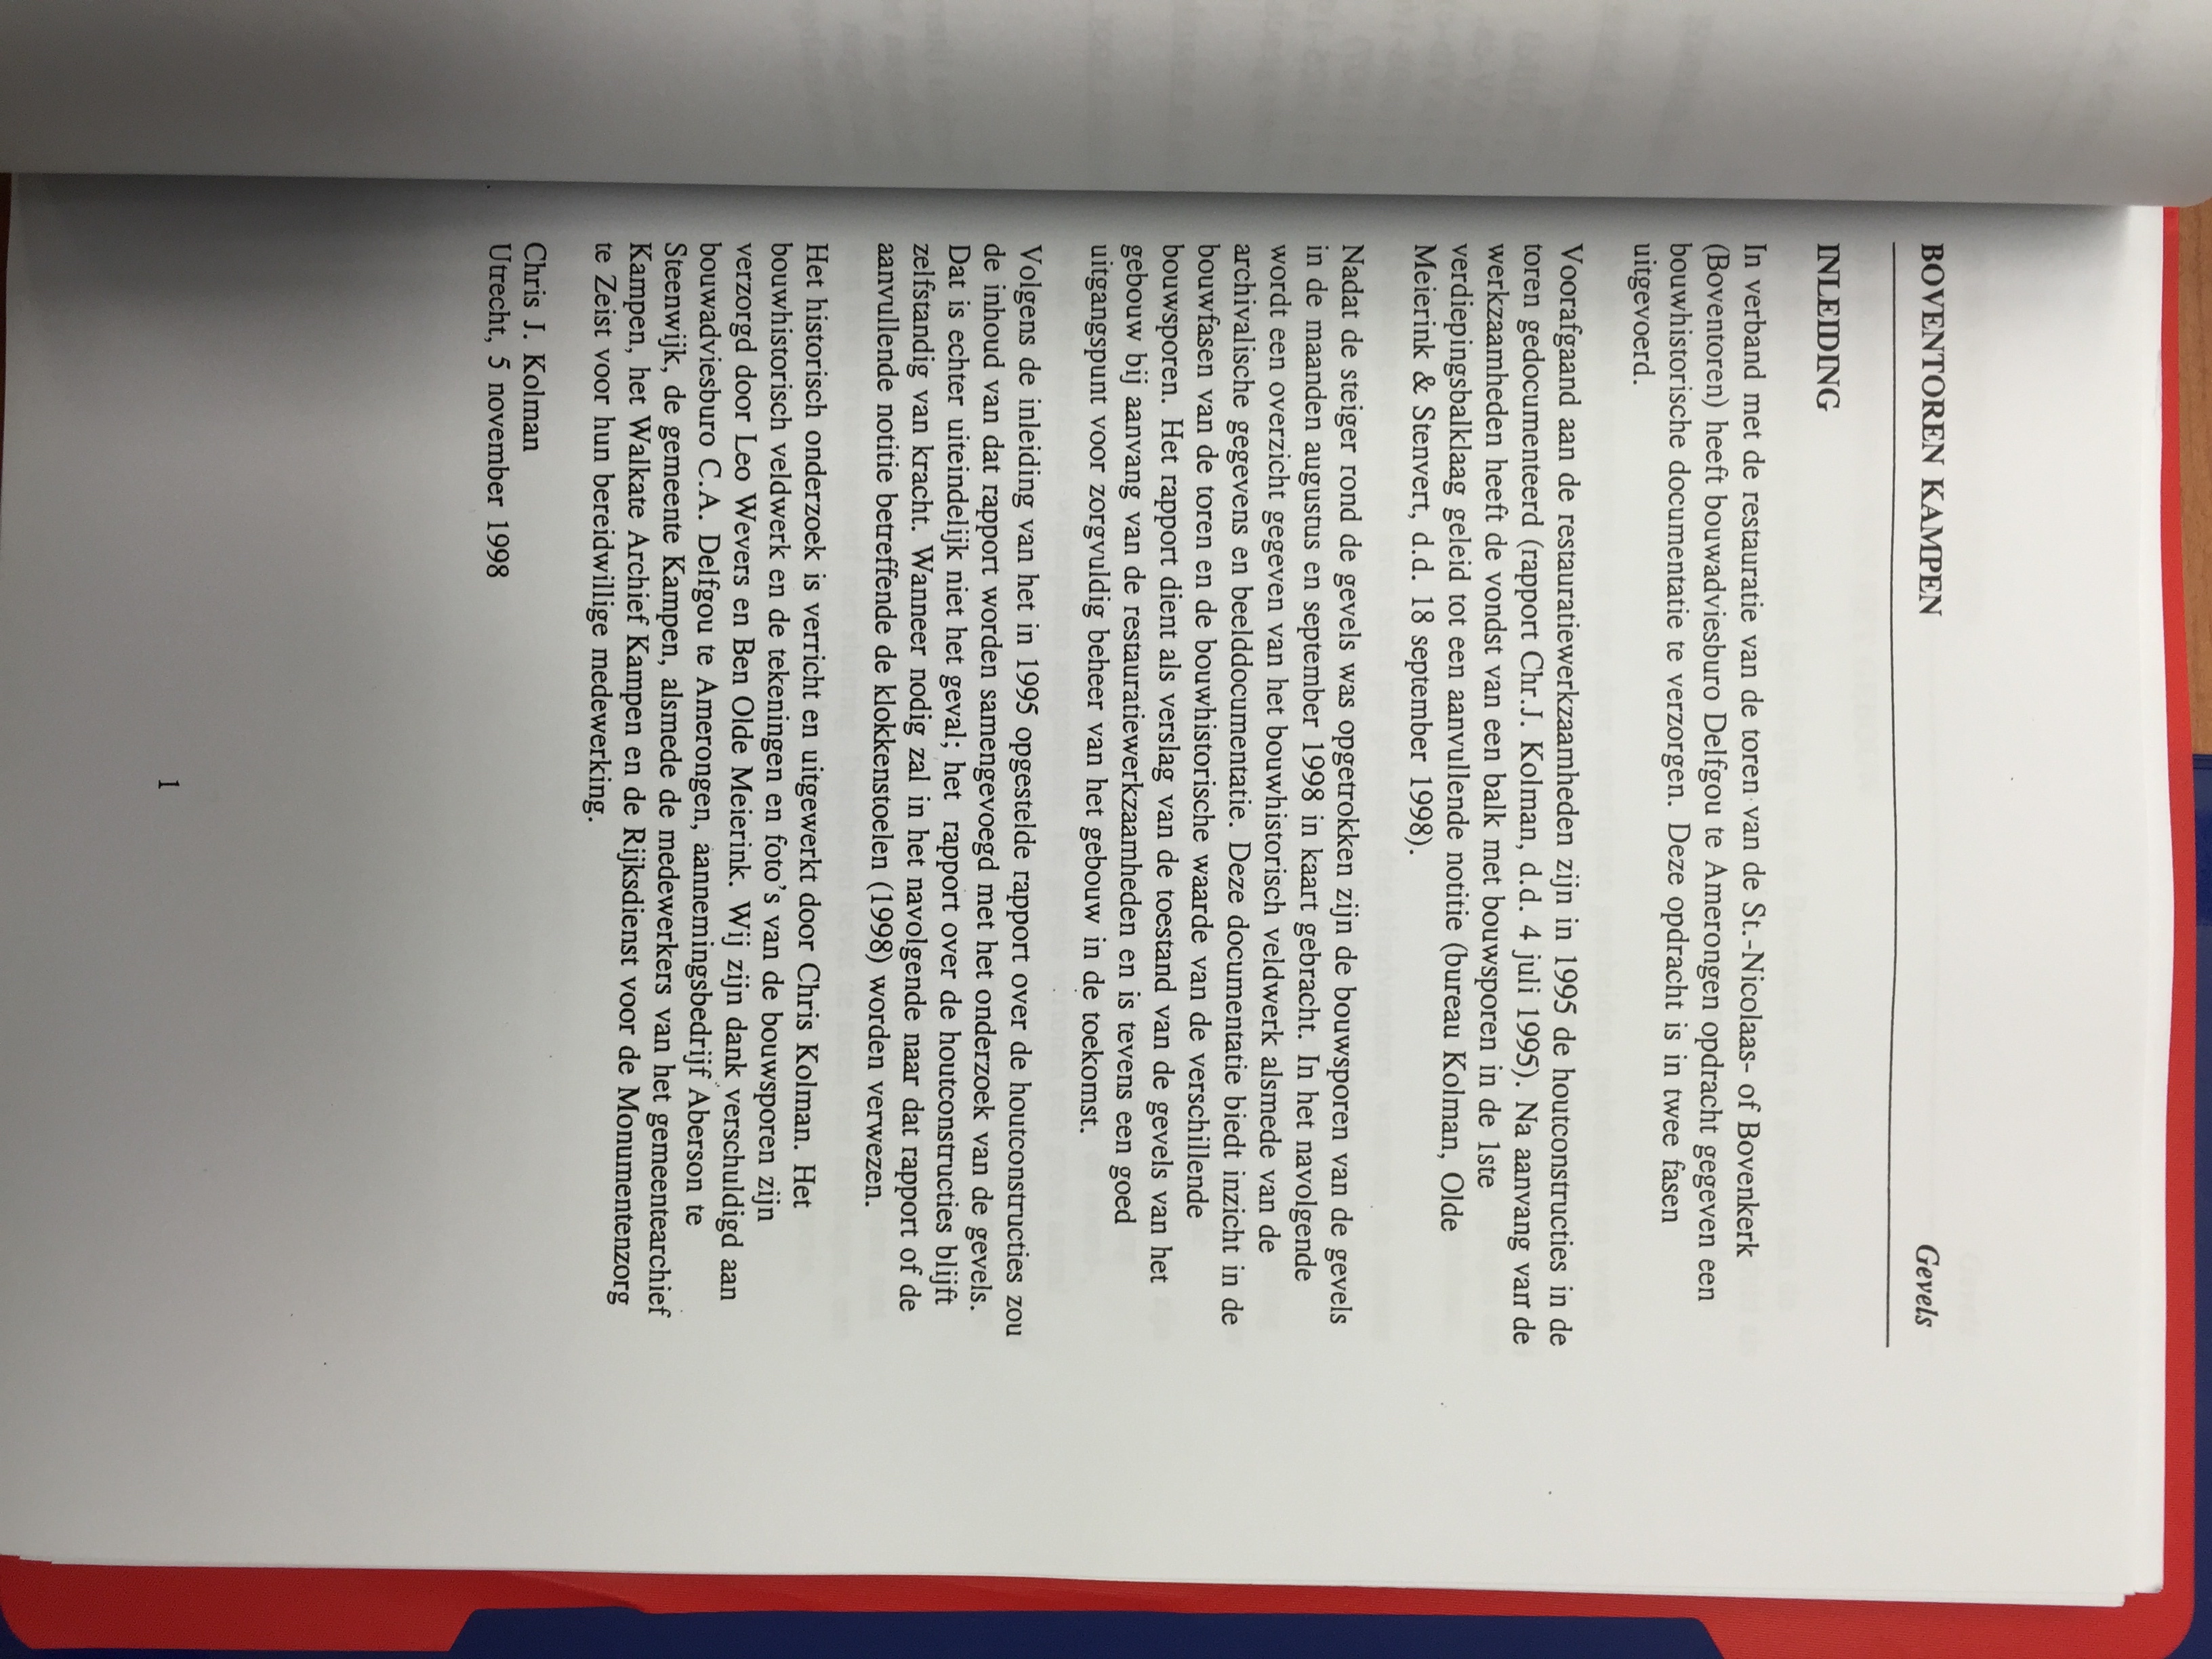 BOVENTOREN KAMPEN Gevels
INLEIDING
In verband met de restauratie van de toren van de St.-Nicolaas- of Bovenkerk
(Boventoren) heeft bouwadviesburo Delfgou te Amerongen opdracht gegeven een
bouwhistorische documentatie te verzorgen. Deze opdracht is in twee fasen
uitgevoerd.
Voorafgaand aan de restauratiewerkzaamheden zijn in 1995 de houtconstructies in de
toren gedocumenteerd (rapport Chr.J. Kolman, d.d. 4 juli 1995). Na aanvang van de
werkzaamheden heeft de vondst van een balk met bouwsporen in de 1ste
verdiepingsbalklaag geleid tot een aanvullende notitie (bureau Kolman, Olde
Meierink & Stenvert, d.d. 18 september 1998).
Nadat de steiger rond de gevels was opgetrokken zijn de bouwsporen van de gevels
in de maanden augustus en september 1998 in kaart gebracht. In het navolgende
wordt een overzicht gegeven van het bouwhistorisch veldwerk alsmede van de
archivalische gegevens en beelddocumentatie. Deze documentatie biedt inzicht in de
bouwfasen van de toren en de bouwhistorische waarde van de verschillende
bouwsporen. Het rapport dient als verslag van de toestand van de gevels van het
gebouw bij aanvang van de restauratiewerkzaamheden en is tevens een goed
uitgangspunt voor zorgvuldig beheer van het gebouw in de toekomst.
Volgens de inleiding van het in 1995 opgestelde rapport over de houtconstructies zou
de inhoud van dat rapport worden samengevoegd met het onderzoek van de gevels.
Dat is echter uiteindelijk niet het geval; het rapport over de houtconstructies blijft
zelfstandig van kracht. Wanneer nodig zal in het navolgende naar dat rapport of de
aanvullende notitie betreffende de klokkenstoelen (1998) worden verwezen.
Het historisch onderzoek is verricht en uitgewerkt door Chris Kolman. Het
bouwhistorisch veldwerk en de tekeningen en foto's van de bouwsporen zijn
verzorgd door Leo Wevers en Ben Olde Meierink. Wij zijn dank verschuldigd aan
bouwadviesburo C.A. Delfgou te Amerongen, aannemingsbedrijf Aberson te
Steenwijk, de gemeente Kampen, alsmede de medewerkers van het gemeentearchief
Kampen, het Walkate Archief Kampen en de Rijksdienst voor de Monumentenzorg
te Zeist voor hun bereidwillige medewerking.
Chris J. Kolman
Utrecht, 5 november 1998
1